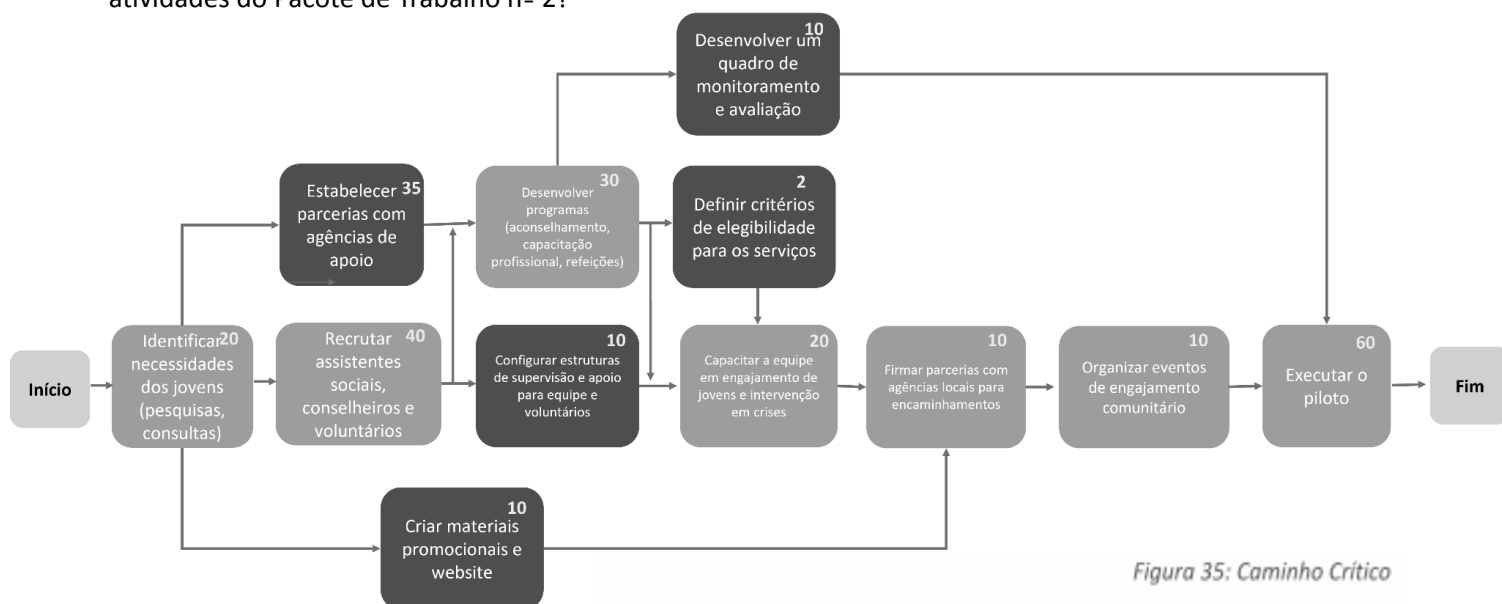 atividades do Pacote de Trabalho nº 2?
10
Desenvolver um
quadro de
monitoramento
e avaliação
35
Estabelecer
parcerias com
agências de
apoio
30
Desenvolver
programas
(aconselhamento,
capacitação
profissional, refeições)
2
Definir critérios
de elegibilidade
para os serviços
Início
20
Identificar
necessidades
dos jovens
(pesquisas,
consultas)
40
Recrutar
assistentes
sociais,
conselheiros e
voluntários
10
Configurar estruturas
de supervisão e apoio
para equipe e
voluntários
20
Capacitar a equipe
em engajamento de
jovens e intervenção
em crises
10
Firmar parcerias com
agências locais para
encaminhamentos
10
Organizar eventos
de engajamento
comunitário
60
Executar o
piloto
Fim
10
Criar materiais
promocionais e
website
Figura 35: Caminho Crítico